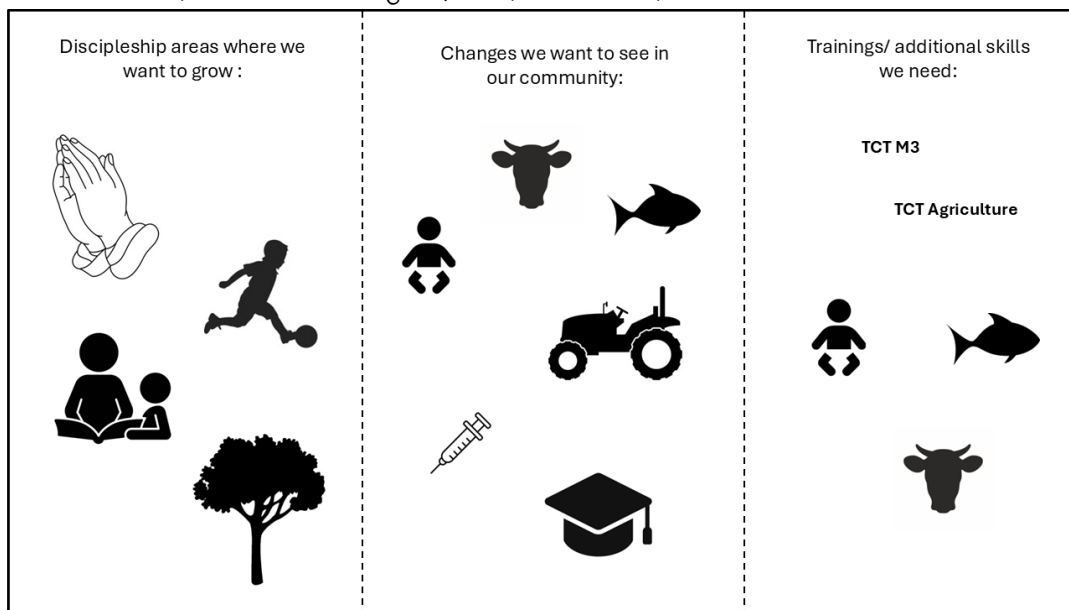 Discipleship areas where we
want to grow :
Changes we want to see in
our community:
Trainings/ additional skills
we need:
TCT M3
TCT Agriculture